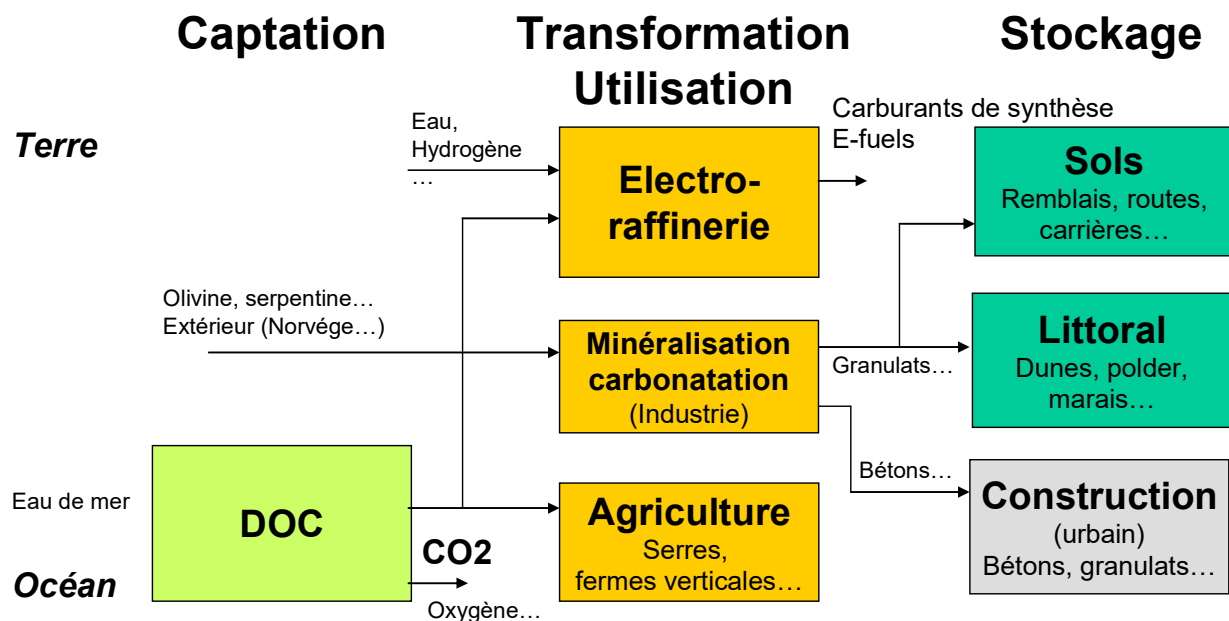 Captation
Transformation
Utilisation
Stockage
Terre
Eau,
Hydrogène
…
Electro-
raffinerie
Carburants de synthèse
E-fuels
Sols
Remblais, routes,
carrières…
Olivine, serpentine…
Extérieur (Norvége…)
Minéralisation
carbonatation
(Industrie)
Granulats…
Littoral
Dunes, polder,
marais…
Eau de mer
Océan
DOC
CO2
Oxygène…
Agriculture
Serres,
fermes verticales…
Bétons…
Construction
(urbain)
Bétons, granulats…